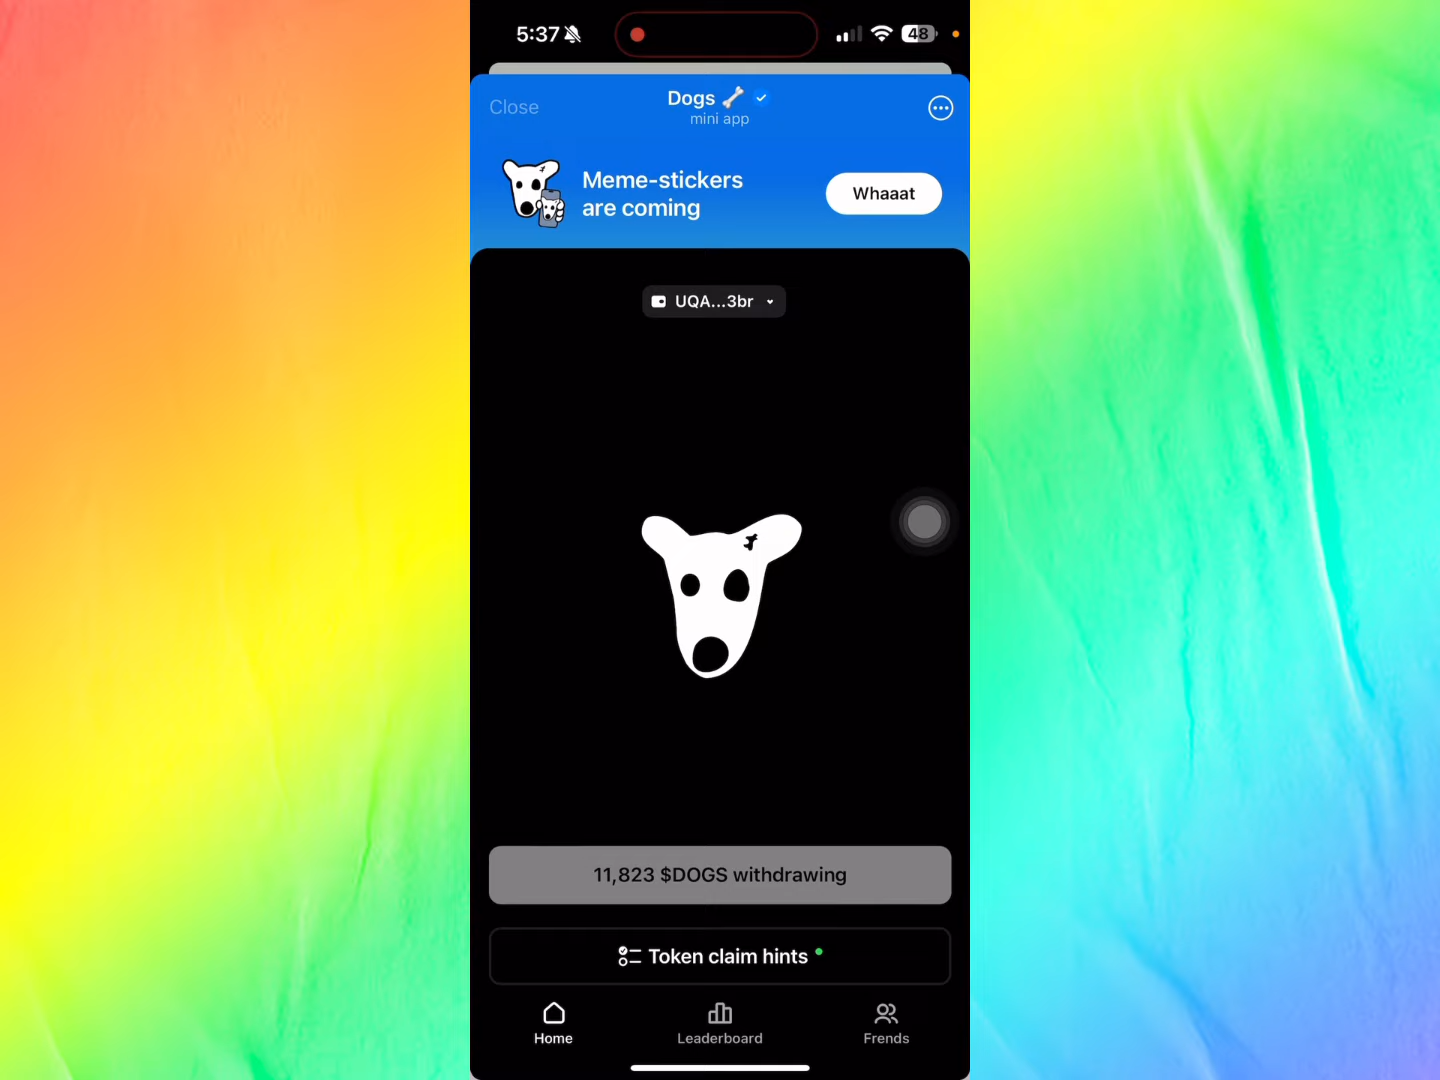 5:37
48
Close
Dogs
mini app
Meme-stickers
are coming
Whaaat
UQA...3br
11,823 $DOGS withdrawing
Token claim hints
Home
Leaderboard
Frends